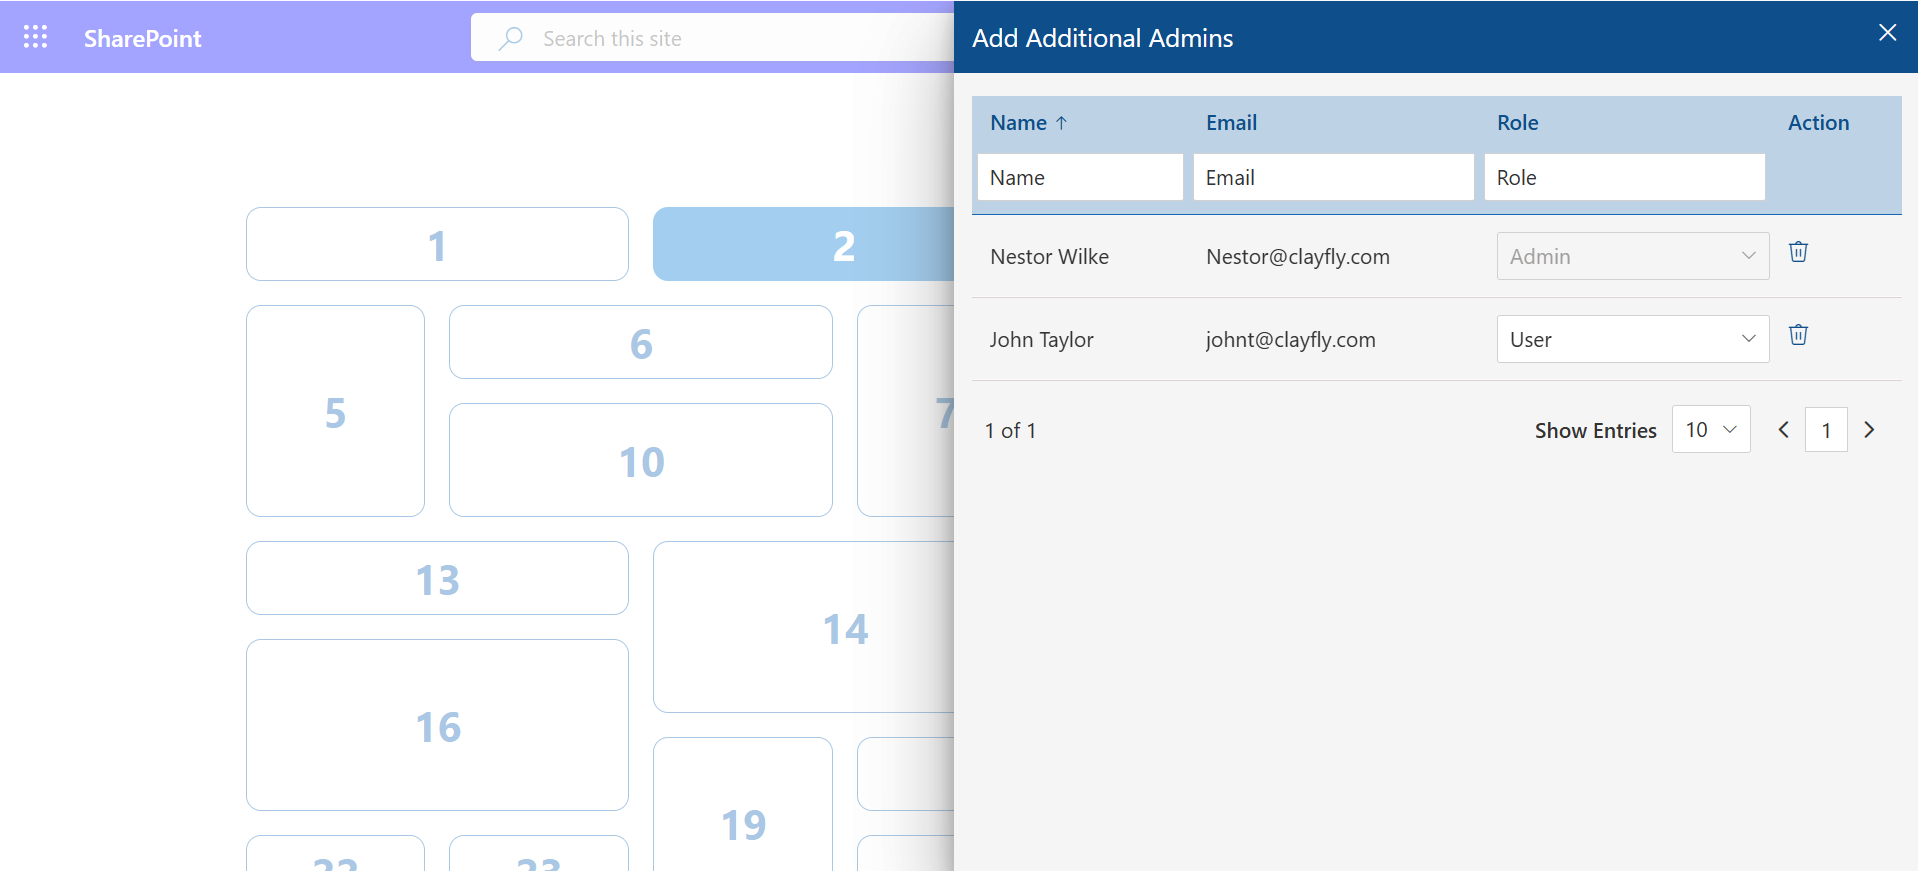 SharePoint
Search this site
Add Additional Admins
Name ↑ Email Role Action
Name Email Role
Nestor Wilke Nestor@clayfly.com Admin
John Taylor johnt@clayfly.com User
1 of 1 Show Entries 10 1
1 2
5 6 7
10
13 14
16
19
22 23